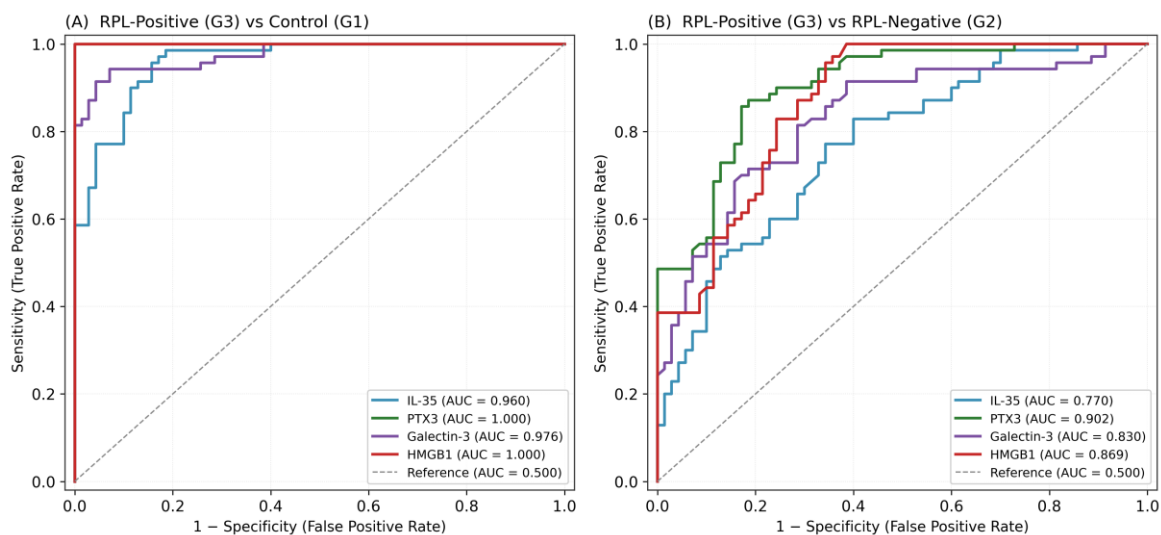 (A)  RPL-Positive (G3) vs Control (G1)
Sensitivity (True Positive Rate)
1.0
0.8
0.6
0.4
0.2
0.0
0.0 0.2 0.4 0.6 0.8 1.0
1 − Specificity (False Positive Rate)
IL-35 (AUC = 0.960)
PTX3 (AUC = 1.000)
Galectin-3 (AUC = 0.976)
HMGB1 (AUC = 1.000)
Reference (AUC = 0.500)
(B)  RPL-Positive (G3) vs RPL-Negative (G2)
Sensitivity (True Positive Rate)
1.0
0.8
0.6
0.4
0.2
0.0
0.0 0.2 0.4 0.6 0.8 1.0
1 − Specificity (False Positive Rate)
IL-35 (AUC = 0.770)
PTX3 (AUC = 0.902)
Galectin-3 (AUC = 0.830)
HMGB1 (AUC = 0.869)
Reference (AUC = 0.500)